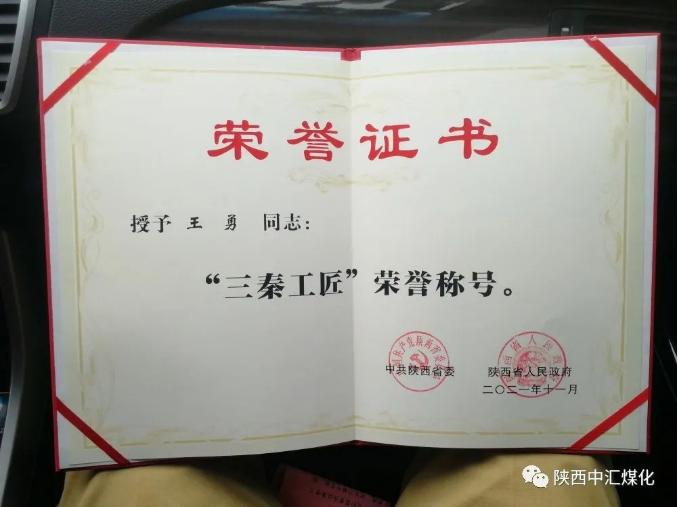 荣誉证书
授予 王 勇 同志：
“三秦工匠”荣誉称号。
中共陕西省委 陕西省人民政府
二〇二一年十一月
陕西中汇煤化